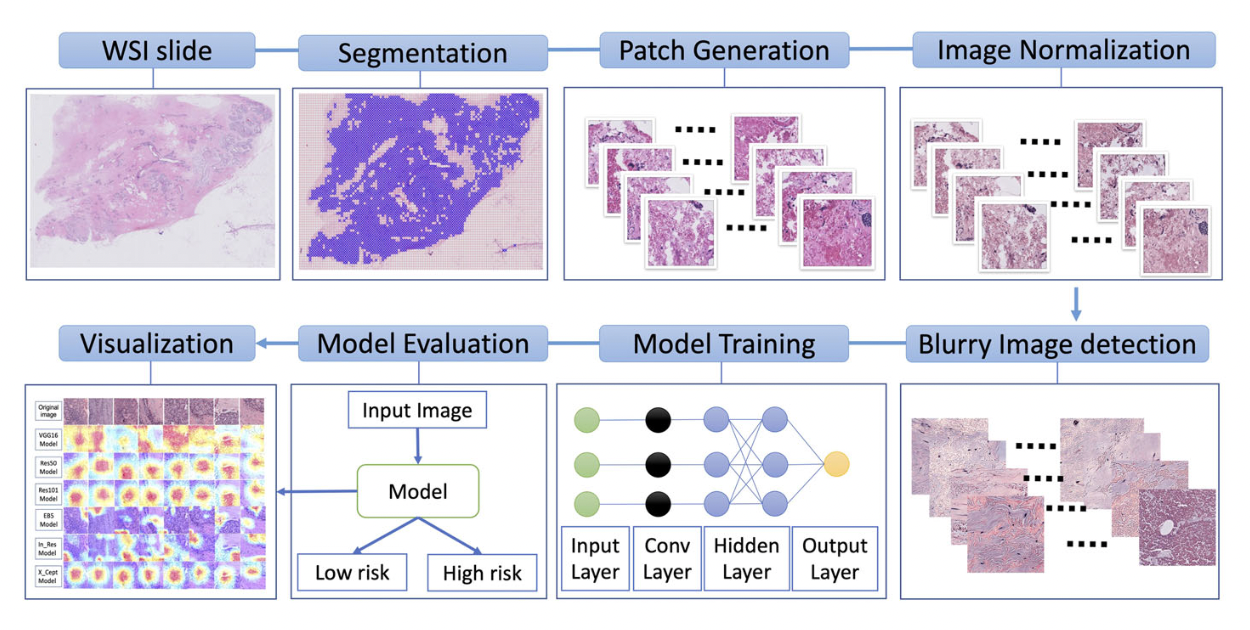 WSI slide
Segmentation
Patch Generation
Image Normalization
Visualization
Model Evaluation
Model Training
Blurry Image detection
Original
image
VGG16
Model
Res50
Model
Res101
Model
EB5
Model
In_Res
Model
X_Cept
Model
Input Image
Model
Low risk
High risk
Input
Layer
Conv
Layer
Hidden
Layer
Output
Layer